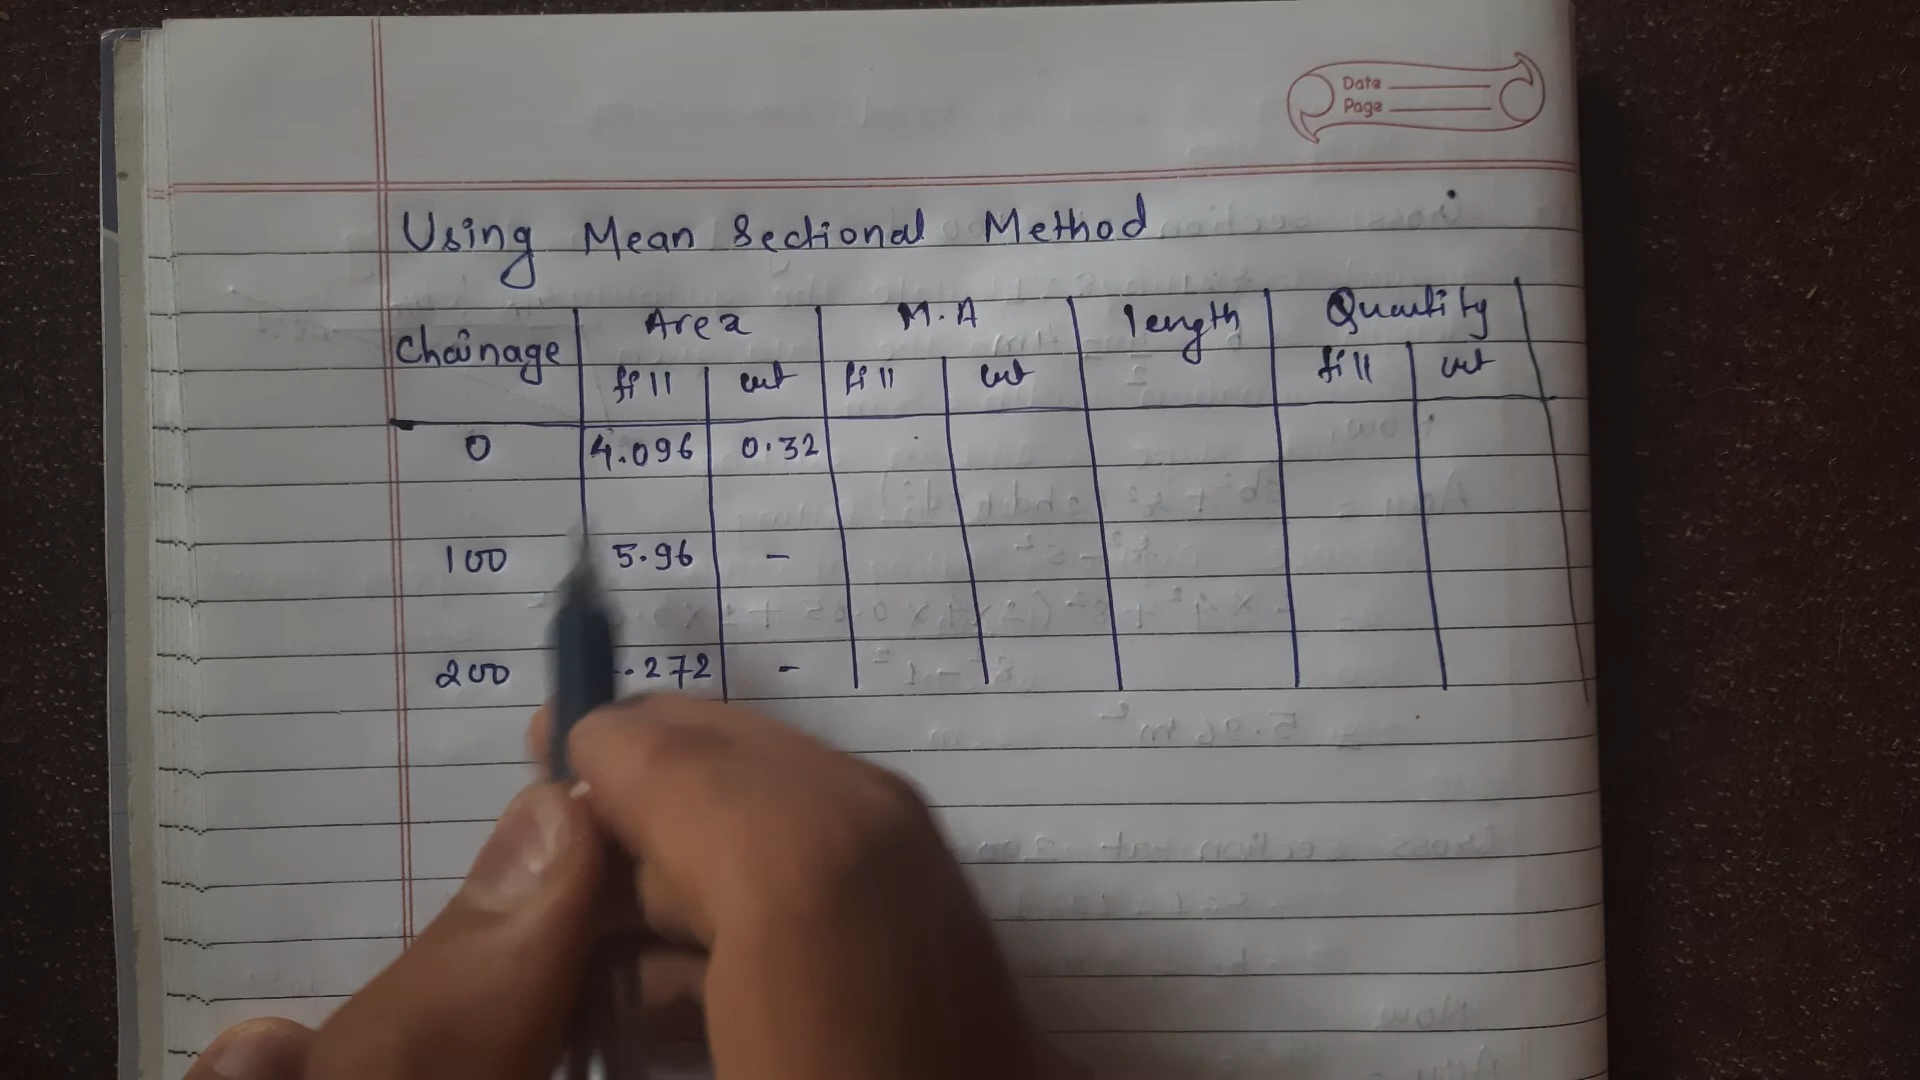 Date
Page
Using Mean Sectional Method
Chainage Area M.A length Quantity
fill cut fill cut fill cut
0 4.096 0.32
100 5.96 -
200 .272 -